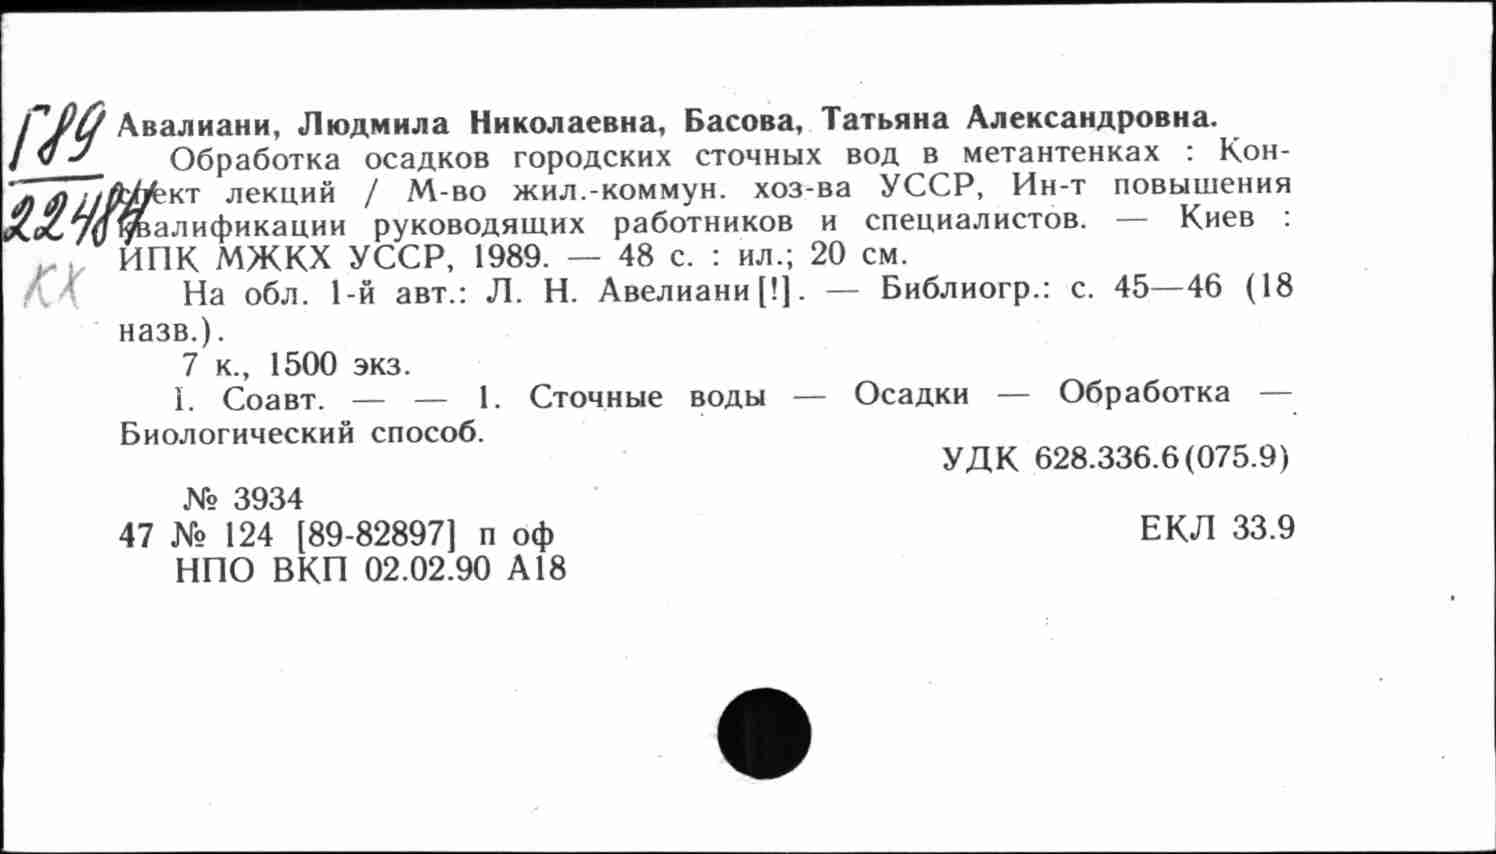 Г89
22484
КХ
Авалиани, Людмила Николаевна, Басова, Татьяна Александровна.
Обработка осадков городских сточных вод в метантенках : Кон-
спект лекций / М-во жил.-коммун. хоз-ва УССР, Ин-т повышения
квалификации руководящих работников и специалистов. — Киев :
ИПК МЖКХ УССР, 1989. — 48 с. : ил.; 20 см.
На обл. 1-й авт.: Л. Н. Авелиани[!]. — Библиогр.: с. 45—46 (18
назв.).
7 к., 1500 экз.
I. Соавт. — — 1. Сточные воды — Осадки — Обработка —
Биологический способ.
УДК 628.336.6(075.9)
№ 3934
47 № 124 [89-82897] п оф
ЕКЛ 33.9
НПО ВКП 02.02.90 А18